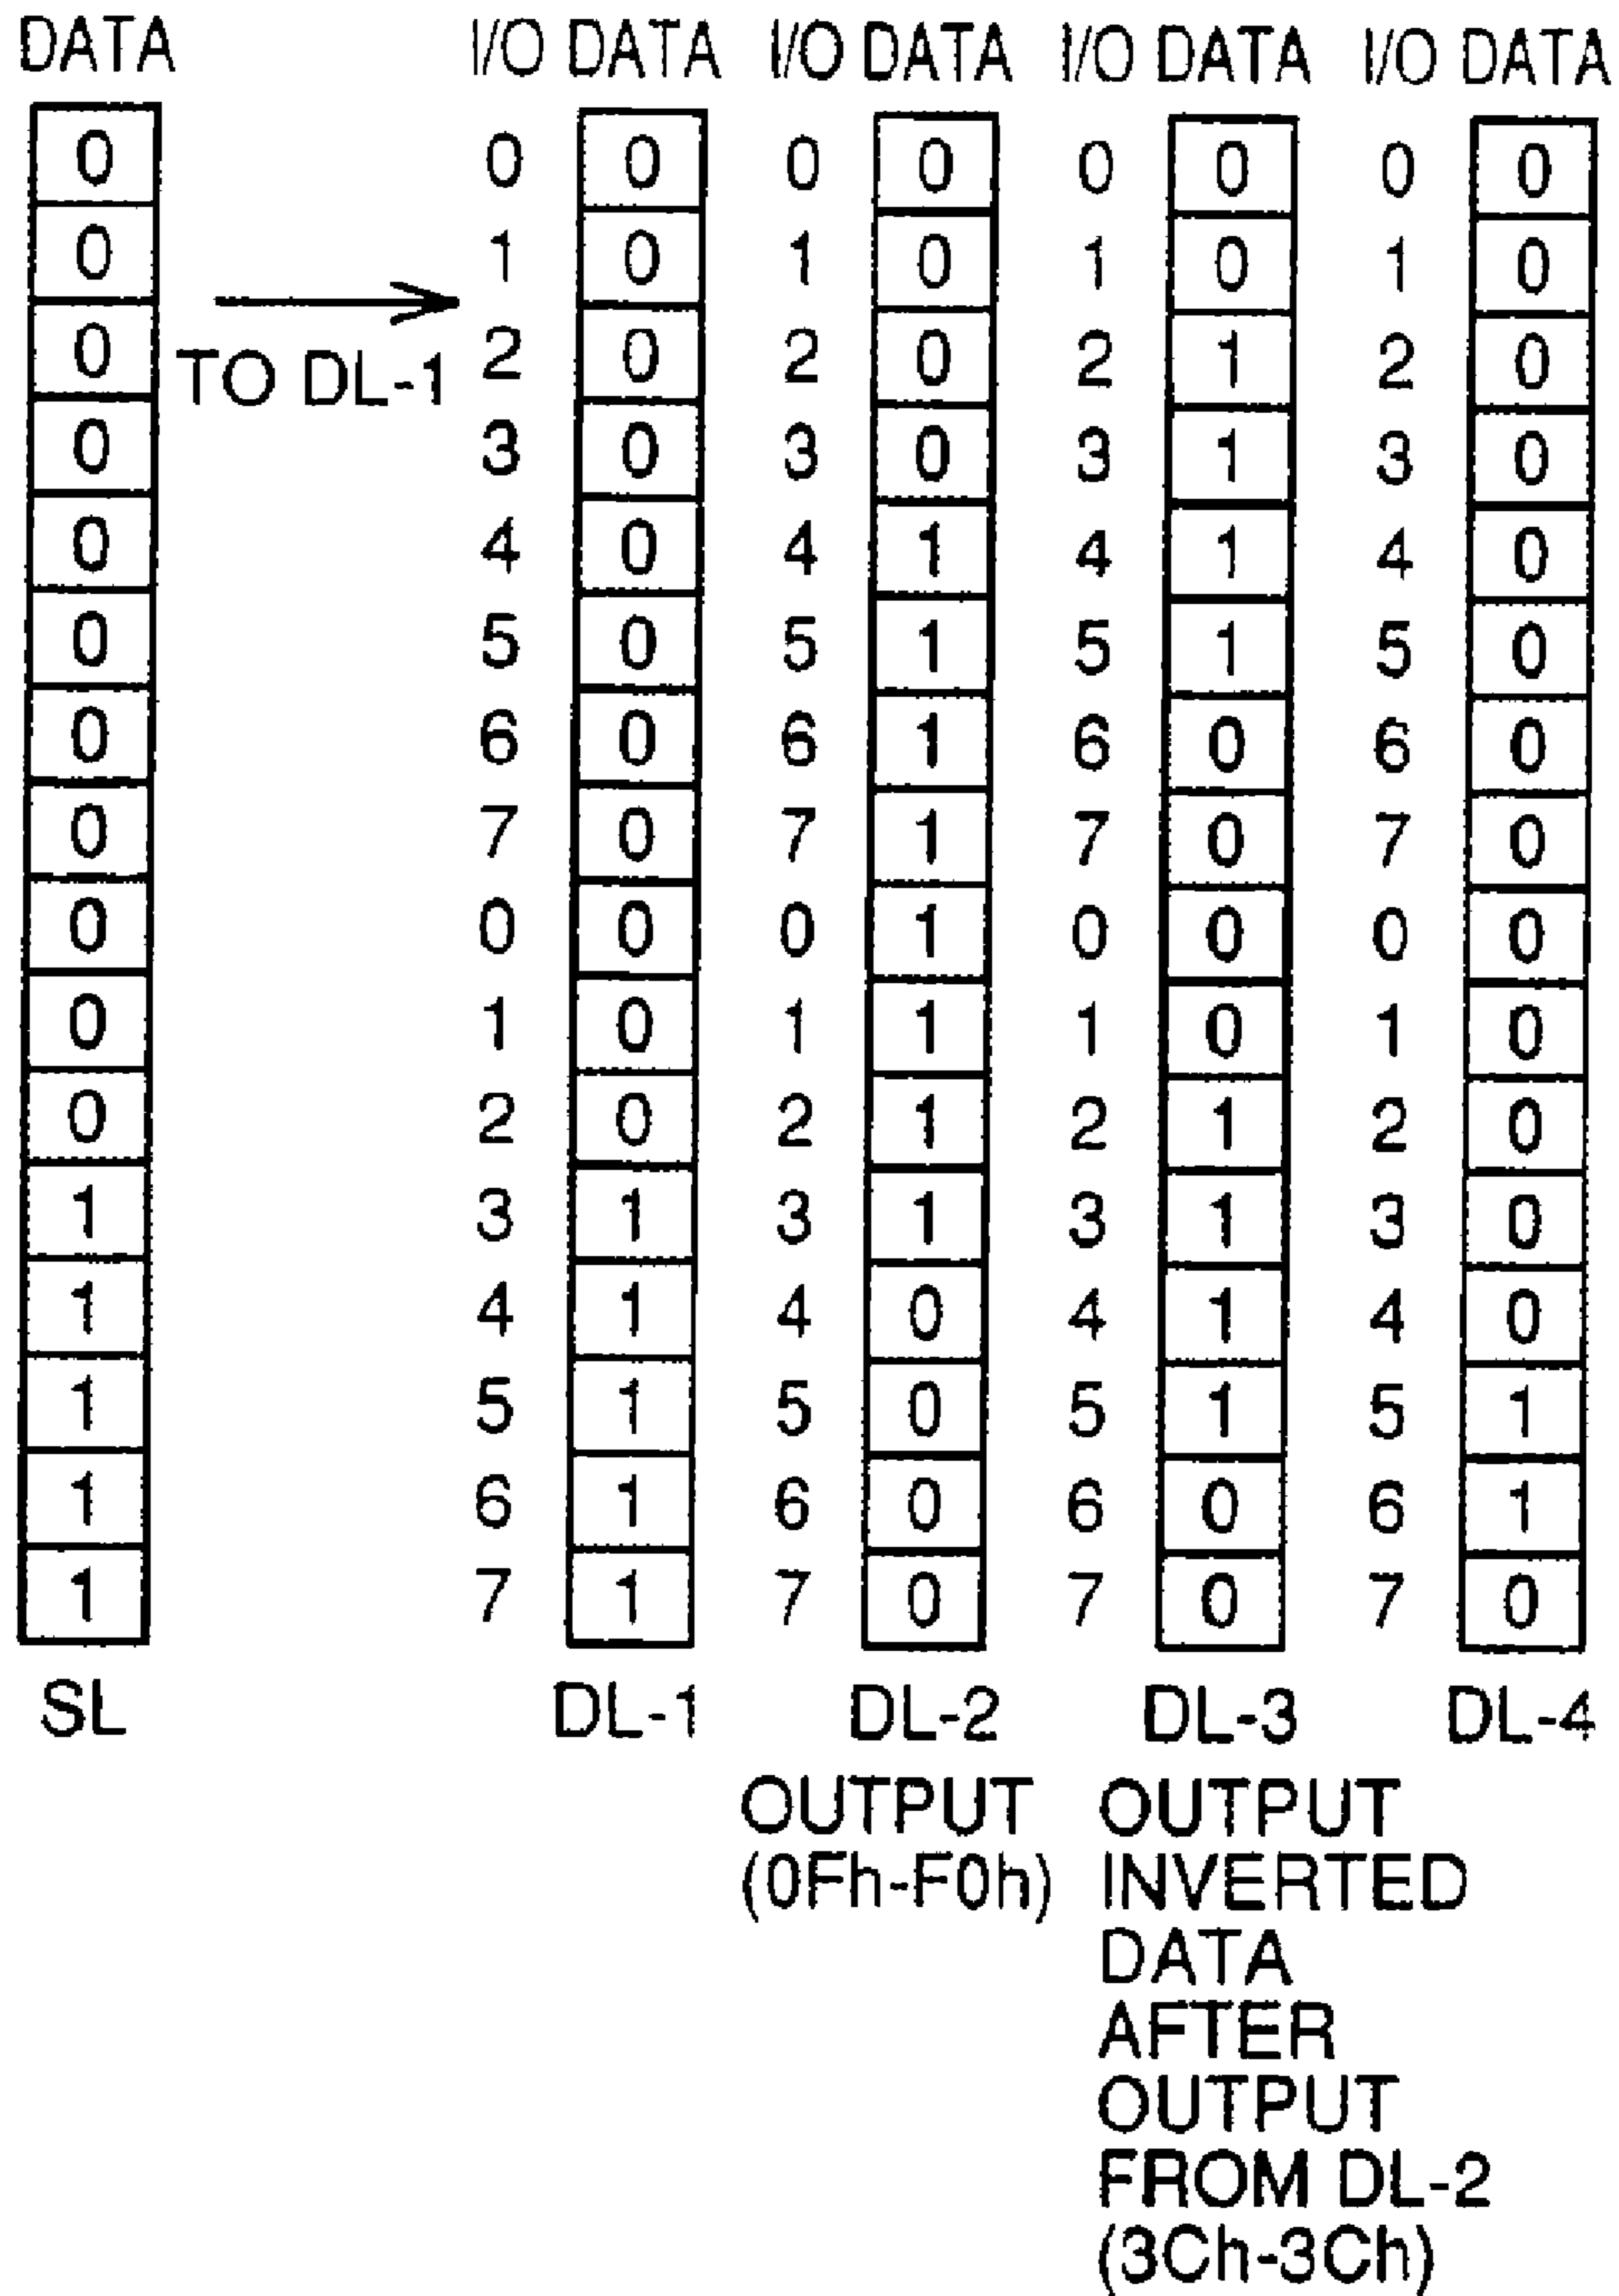 DATA I/O DATA I/O DATA I/O DATA I/O DATA
0 0 0 0 0 0 0 0 0
0 1 0 1 0 1 0 1 0
TO DL-1
0 2 0 2 0 2 1 2 0
0 3 0 3 0 3 1 3 0
0 4 0 4 1 4 1 4 0
0 5 0 5 1 5 1 5 0
0 6 0 6 1 6 0 6 0
0 7 0 7 1 7 0 7 0
0 0 0 0 1 0 0 0 0
0 1 0 1 1 1 0 1 0
0 2 0 2 1 2 1 2 0
1 3 1 3 1 3 1 3 0
1 4 1 4 0 4 1 4 0
1 5 1 5 0 5 1 5 1
1 6 1 6 0 6 0 6 1
1 7 1 7 0 7 0 7 0
SL DL-1 DL-2 DL-3 DL-4
OUTPUT
(0Fh-F0h)
OUTPUT
INVERTED
DATA
AFTER
OUTPUT
FROM DL-2
(3Ch-3Ch)